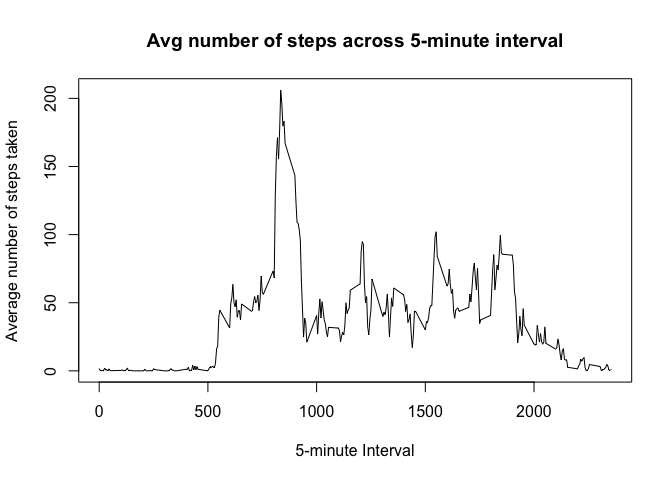 Avg number of steps across 5-minute interval
Average number of steps taken
200
150
100
50
0
0 500 1000 1500 2000
5-minute Interval